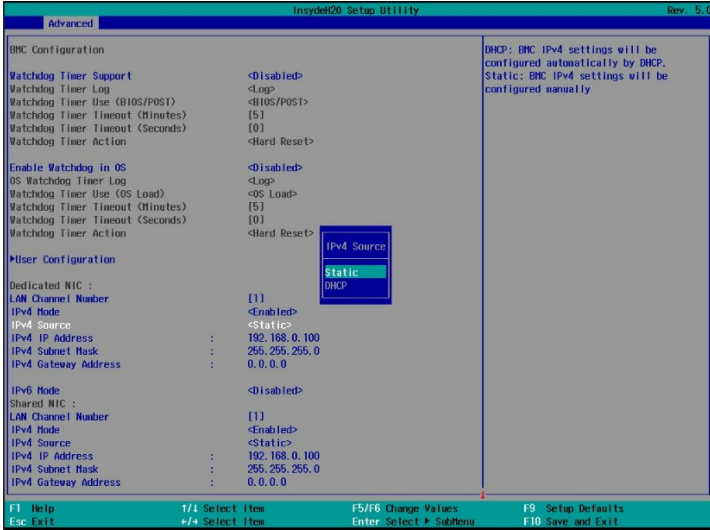 InsydeH20 Setup Utility Rev. 5.0
Advanced
BMC Configuration
Watchdog Timer Support <Disabled>
Watchdog Timer Log <Log>
Watchdog Timer Use (BIOS/POST) <BIOS/POST>
Watchdog Timer Timeout (Minutes) [5]
Watchdog Timer Timeout (Seconds) [0]
Watchdog Timer Action <Hard Reset>
Enable Watchdog in OS <Disabled>
OS Watchdog Timer Log <Log>
Watchdog Timer Use (OS Load) <OS Load>
Watchdog Timer Timeout (Minutes) [5]
Watchdog Timer Timeout (Seconds) [0]
Watchdog Timer Action <Hard Reset>
►User Configuration
Dedicated NIC :
LAN Channel Number [1]
IPv4 Mode <Enabled>
IPv4 Source <Static>
IPv4 IP Address : 192.168.0.100
IPv4 Subnet Mask : 255.255.255.0
IPv4 Gateway Address : 0.0.0.0
IPv6 Mode <Disabled>
Shared NIC :
LAN Channel Number [1]
IPv4 Mode <Enabled>
IPv4 Source <Static>
IPv4 IP Address : 192.168.0.100
IPv4 Subnet Mask : 255.255.255.0
IPv4 Gateway Address : 0.0.0.0
IPv4 Source
Static
DHCP
DHCP: BMC IPv4 settings will be
configured automatically by DHCP.
Static: BMC IPv4 settings will be
configured manually
F1 Help ↑/↓ Select Item F5/F6 Change Values F9 Setup Defaults
Esc Exit ←/→ Select Item Enter Select ► SubMenu F10 Save and Exit